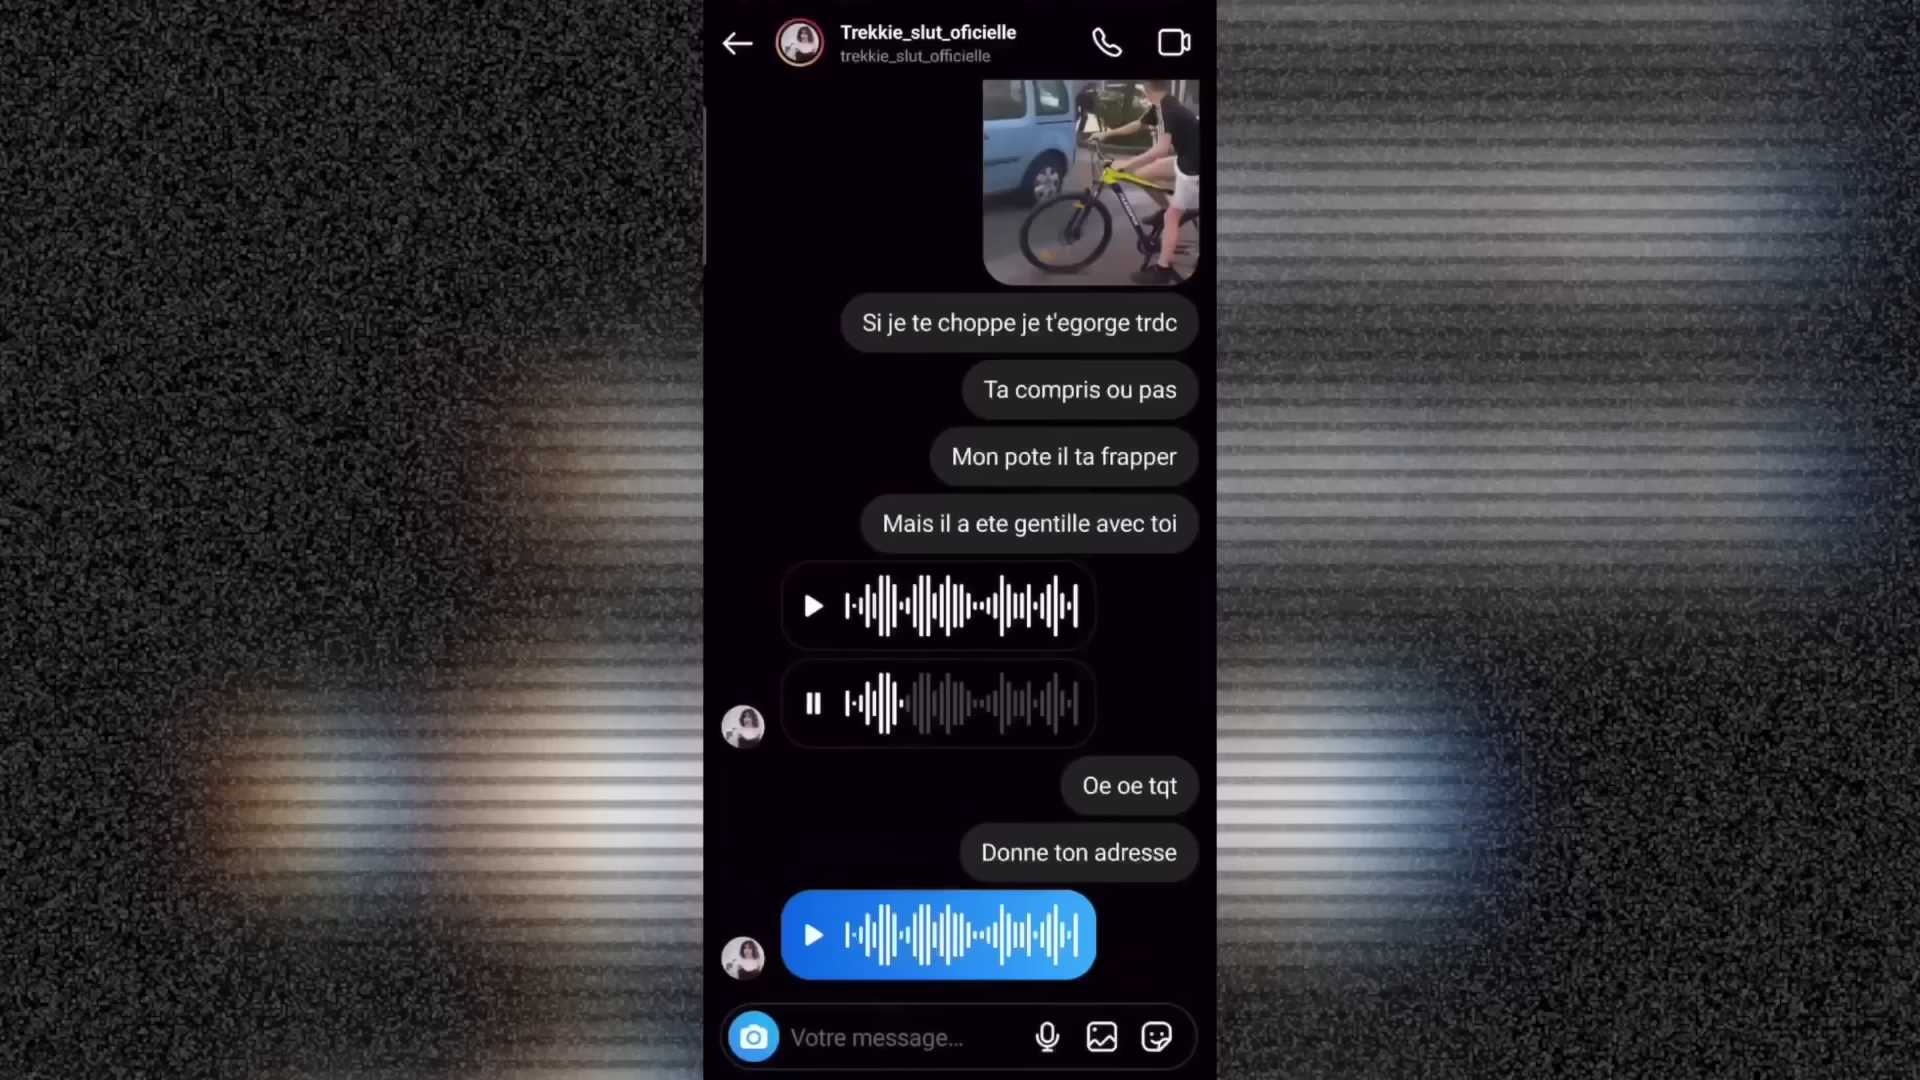 Trekkie_slut_oficielle
trekkie_slut_officielle
Si je te choppe je t'egorge trdc
Ta compris ou pas
Mon pote il ta frapper
Mais il a ete gentille avec toi
Oe oe tqt
Donne ton adresse
Votre message...